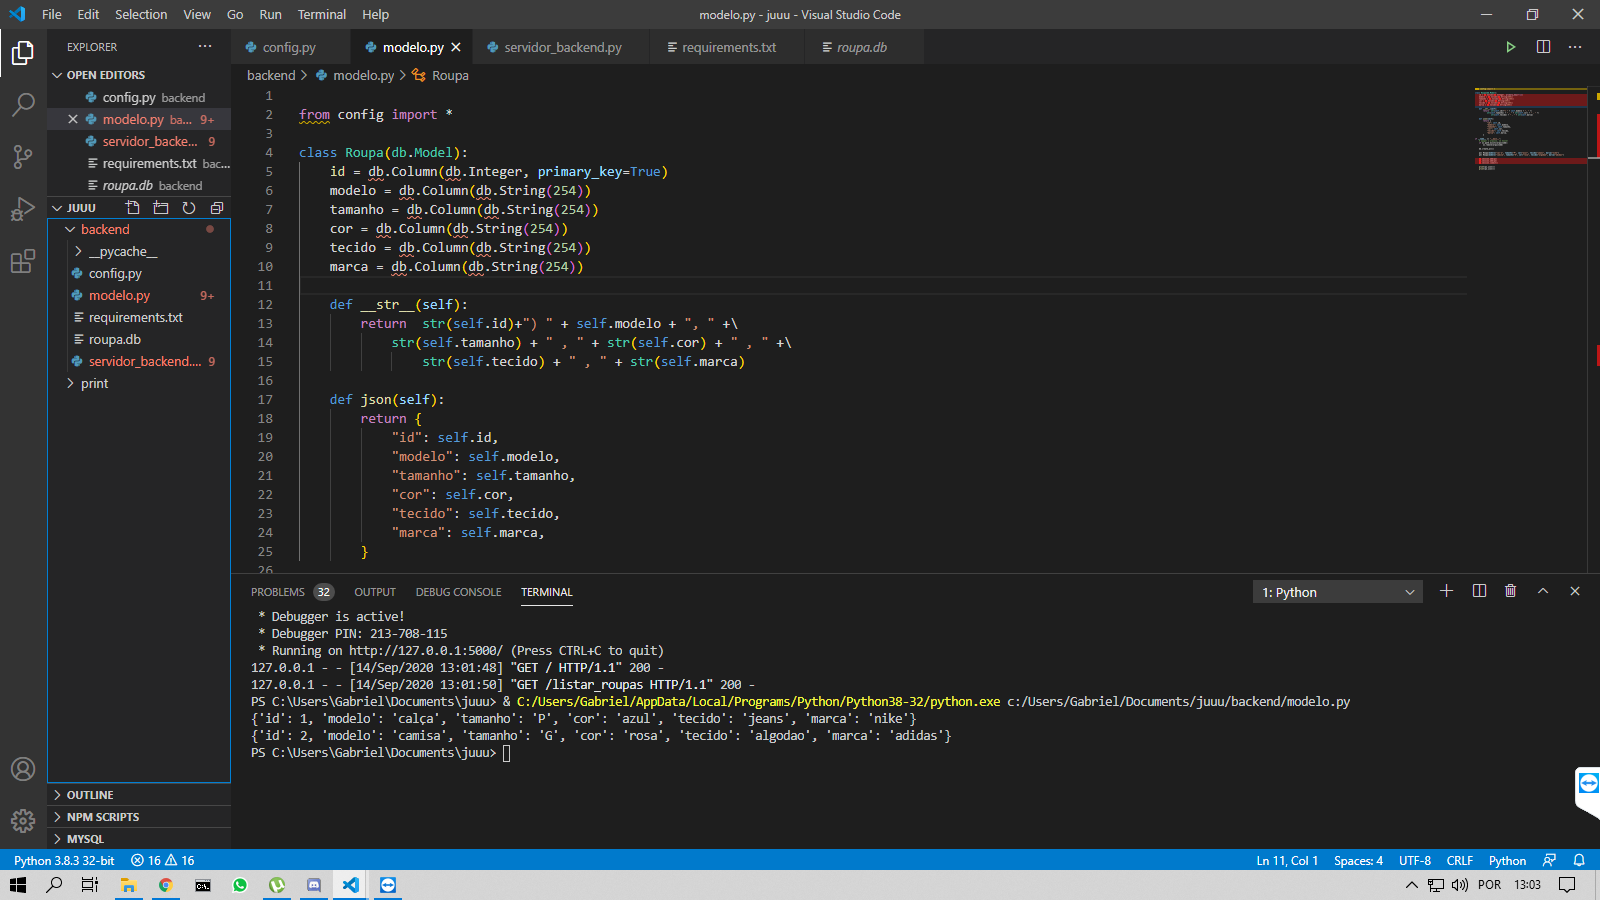 File Edit Selection View Go Run Terminal Help
modelo.py - juuu - Visual Studio Code
EXPLORER
OPEN EDITORS
config.py backend
modelo.py ba... 9+
servidor_backe... 9
requirements.txt bac...
roupa.db backend
JUUU
backend
__pycache__
config.py
modelo.py 9+
requirements.txt
roupa.db
servidor_backend.... 9
print
OUTLINE
NPM SCRIPTS
MYSQL
config.py modelo.py servidor_backend.py requirements.txt roupa.db
backend > modelo.py > Roupa
1
2 from config import *
3
4 class Roupa(db.Model):
5 id = db.Column(db.Integer, primary_key=True)
6 modelo = db.Column(db.String(254))
7 tamanho = db.Column(db.String(254))
8 cor = db.Column(db.String(254))
9 tecido = db.Column(db.String(254))
10 marca = db.Column(db.String(254))
11
12 def __str__(self):
13 return  str(self.id)+") " + self.modelo + ", " +\
14 str(self.tamanho) + " , " + str(self.cor) + " , " +\
15 str(self.tecido) + " , " + str(self.marca)
16
17 def json(self):
18 return {
19 "id": self.id,
20 "modelo": self.modelo,
21 "tamanho": self.tamanho,
22 "cor": self.cor,
23 "tecido": self.tecido,
24 "marca": self.marca,
25 }
26
PROBLEMS 32 OUTPUT DEBUG CONSOLE TERMINAL
1: Python
* Debugger is active!
* Debugger PIN: 213-708-115
* Running on http://127.0.0.1:5000/ (Press CTRL+C to quit)
127.0.0.1 - - [14/Sep/2020 13:01:48] "GET / HTTP/1.1" 200 -
127.0.0.1 - - [14/Sep/2020 13:01:50] "GET /listar_roupas HTTP/1.1" 200 -
PS C:\Users\Gabriel\Documents\juuu> & C:/Users/Gabriel/AppData/Local/Programs/Python/Python38-32/python.exe c:/Users/Gabriel/Documents/juuu/backend/modelo.py
{'id': 1, 'modelo': 'calça', 'tamanho': 'P', 'cor': 'azul', 'tecido': 'jeans', 'marca': 'nike'}
{'id': 2, 'modelo': 'camisa', 'tamanho': 'G', 'cor': 'rosa', 'tecido': 'algodao', 'marca': 'adidas'}
PS C:\Users\Gabriel\Documents\juuu>
Python 3.8.3 32-bit 16 16
Ln 11, Col 1 Spaces: 4 UTF-8 CRLF Python
POR 13:03